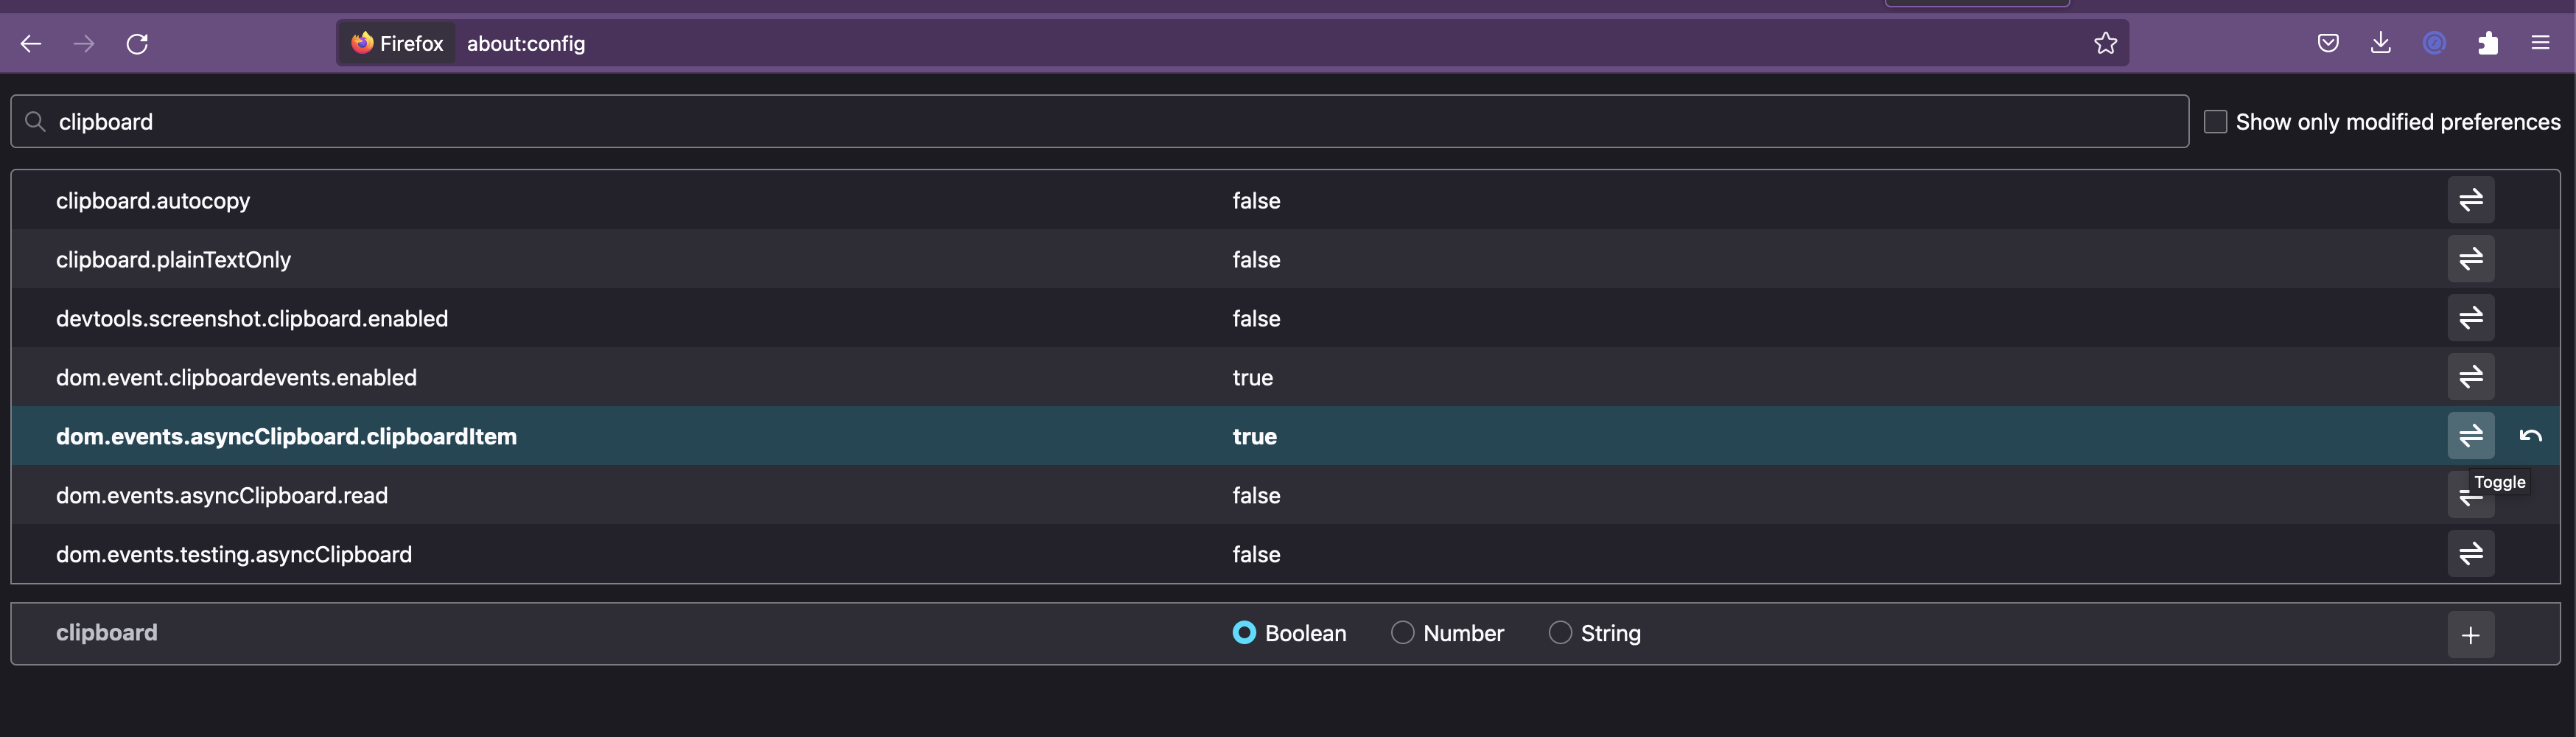 Firefox about:config
clipboard
Show only modified preferences
clipboard.autocopy false
clipboard.plainTextOnly false
devtools.screenshot.clipboard.enabled false
dom.event.clipboardevents.enabled true
dom.events.asyncClipboard.clipboardItem true
dom.events.asyncClipboard.read false
Toggle
dom.events.testing.asyncClipboard false
clipboard Boolean Number String